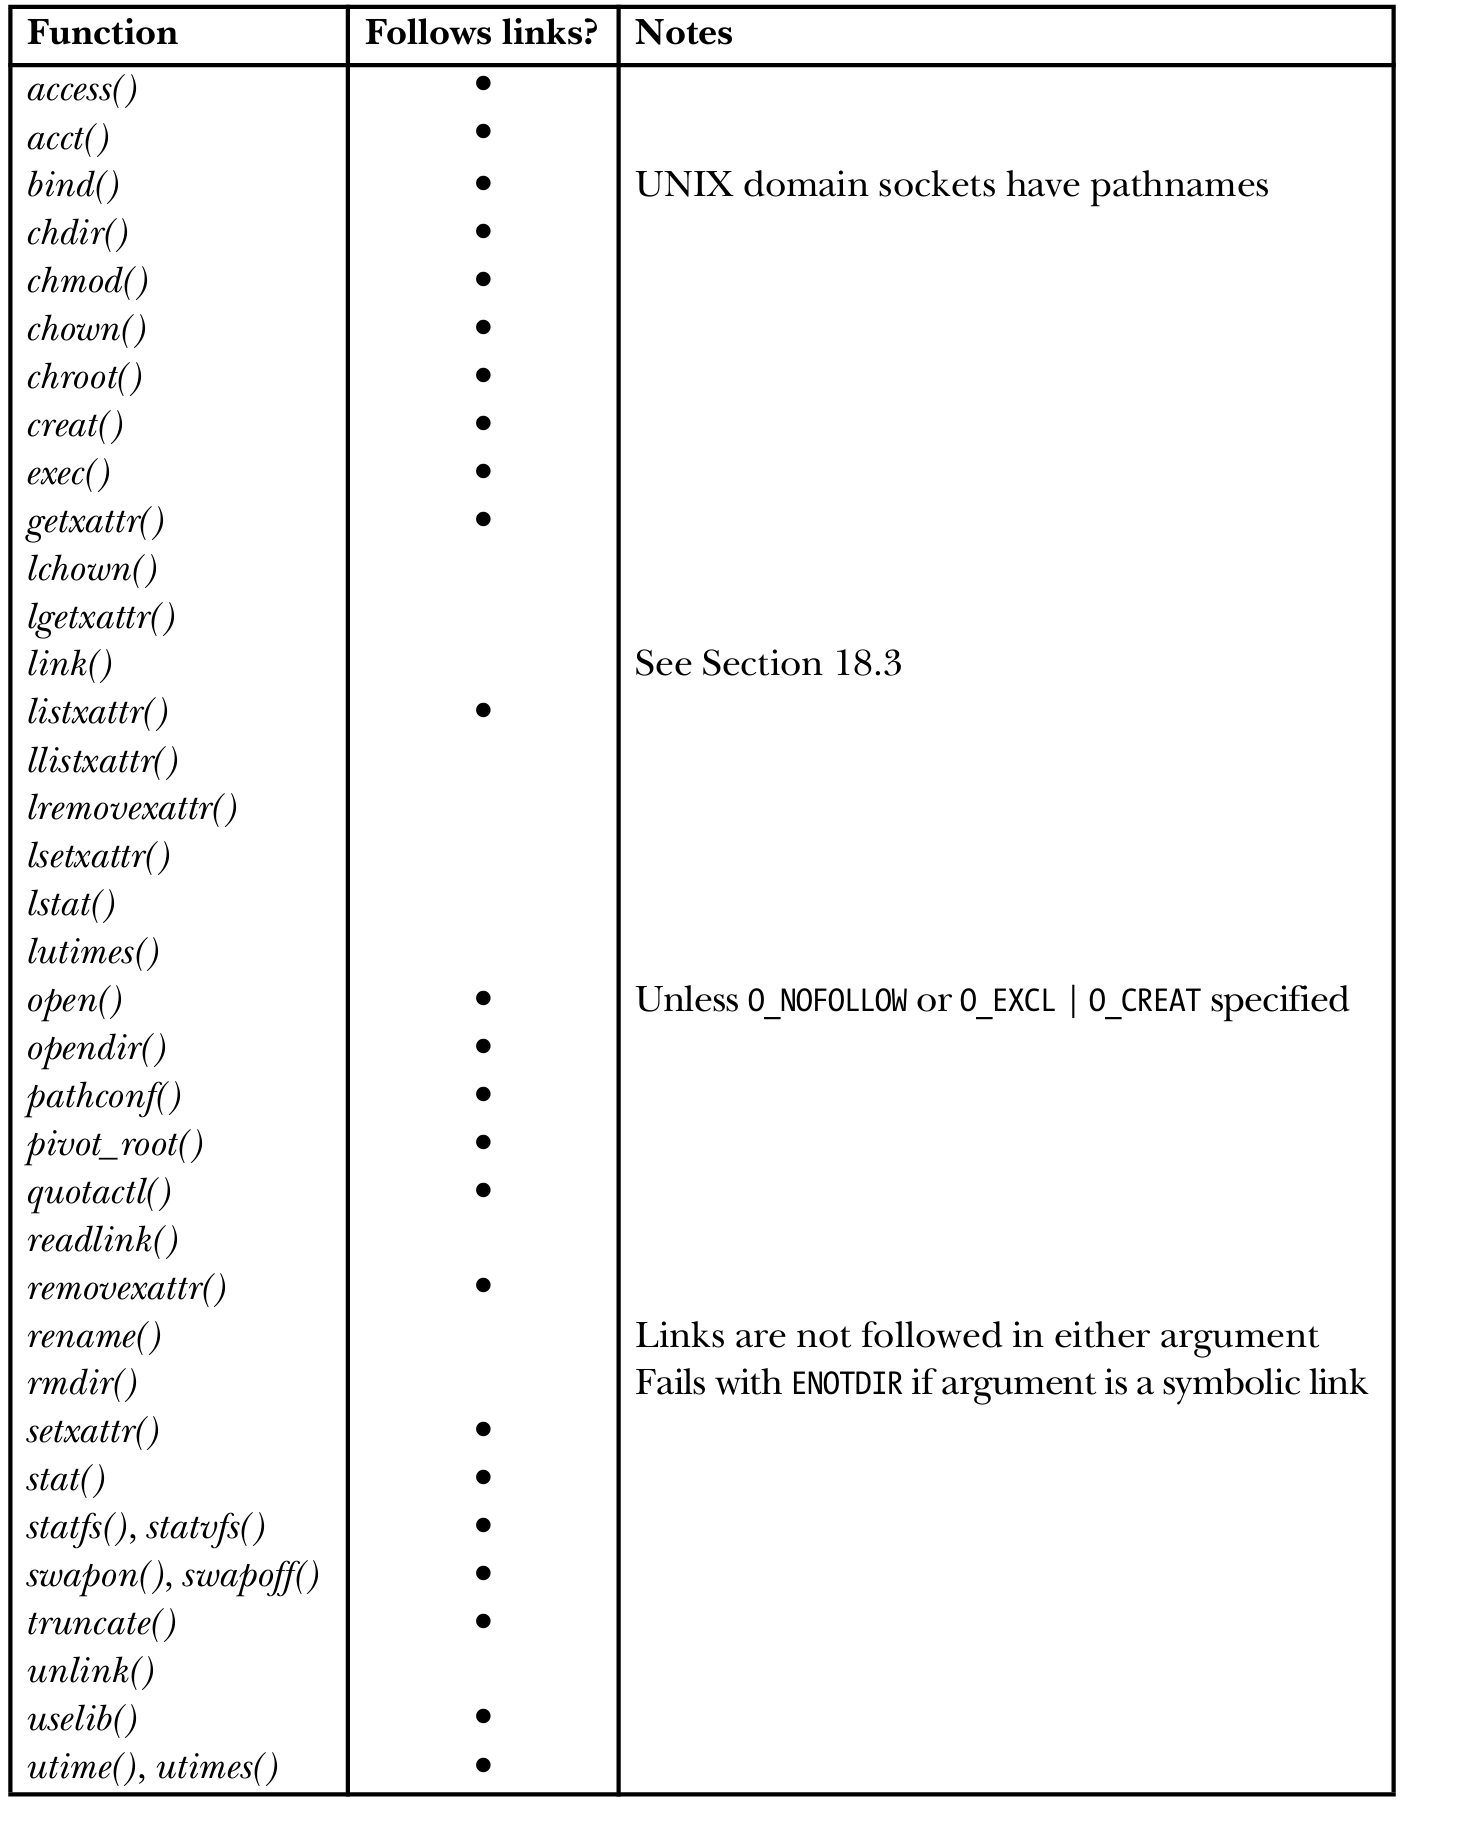 Function Follows links? Notes
access() •
acct() •
bind() • UNIX domain sockets have pathnames
chdir() •
chmod() •
chown() •
chroot() •
creat() •
exec() •
getxattr() •
lchown()
lgetxattr()
link() See Section 18.3
listxattr() •
llistxattr()
lremovexattr()
lsetxattr()
lstat()
lutimes()
open() • Unless O_NOFOLLOW or O_EXCL | O_CREAT specified
opendir() •
pathconf() •
pivot_root() •
quotactl() •
readlink()
removexattr() •
rename() Links are not followed in either argument
rmdir() Fails with ENOTDIR if argument is a symbolic link
setxattr() •
stat() •
statfs(), statvfs() •
swapon(), swapoff() •
truncate() •
unlink()
uselib() •
utime(), utimes() •